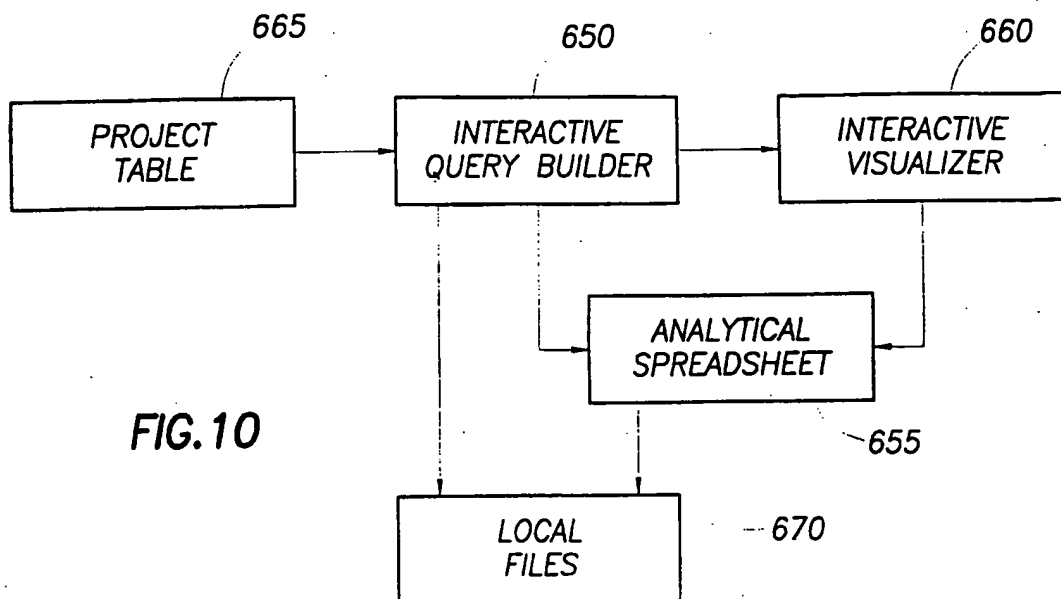 665
650
660
PROJECT
TABLE
INTERACTIVE
QUERY BUILDER
INTERACTIVE
VISUALIZER
ANALYTICAL
SPREADSHEET
FIG.10
655
LOCAL
FILES
670